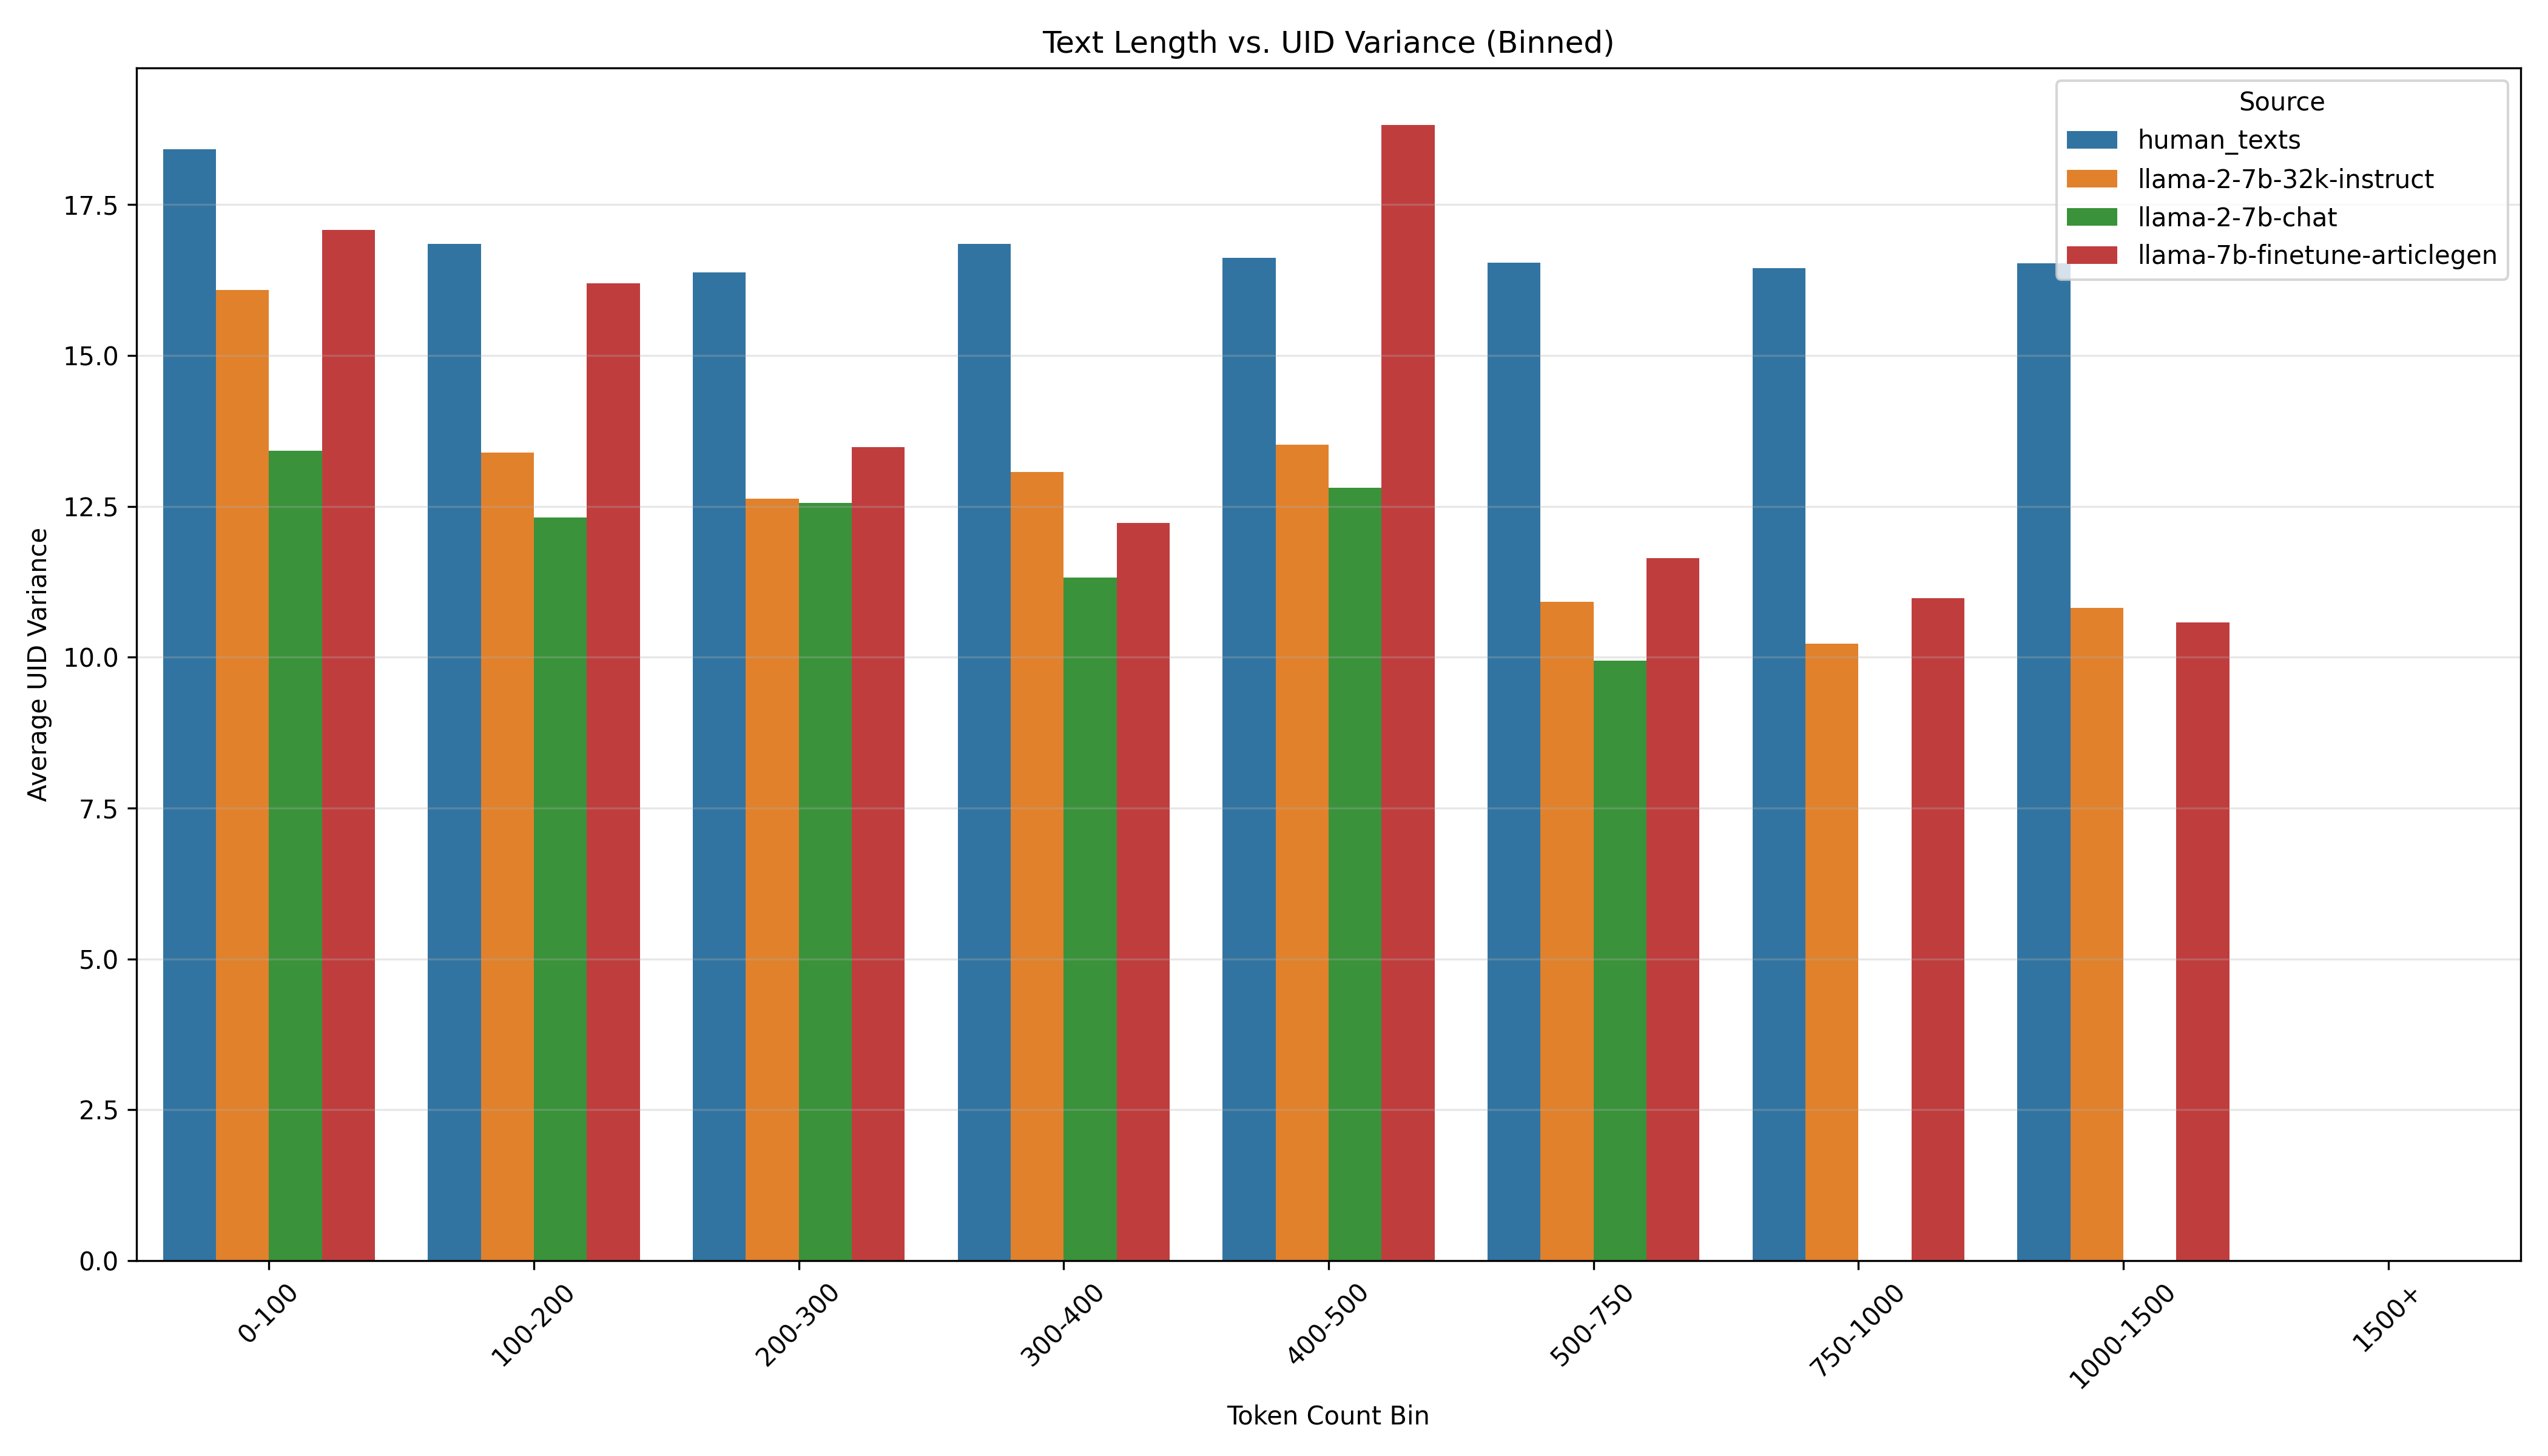 Text Length vs. UID Variance (Binned)
Source
human_texts
llama-2-7b-32k-instruct
llama-2-7b-chat
llama-7b-finetune-articlegen
Average UID Variance
17.5
15.0
12.5
10.0
7.5
5.0
2.5
0.0
0-100
100-200
200-300
300-400
400-500
500-750
750-1000
1000-1500
1500+
Token Count Bin